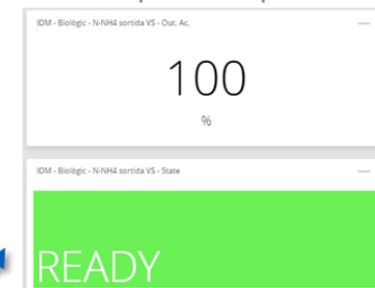 IDM - Biològic - N-NH4 sortida VS - Out. Ac.
100
%
IDM - Biològic - N-NH4 sortida VS - State
READY